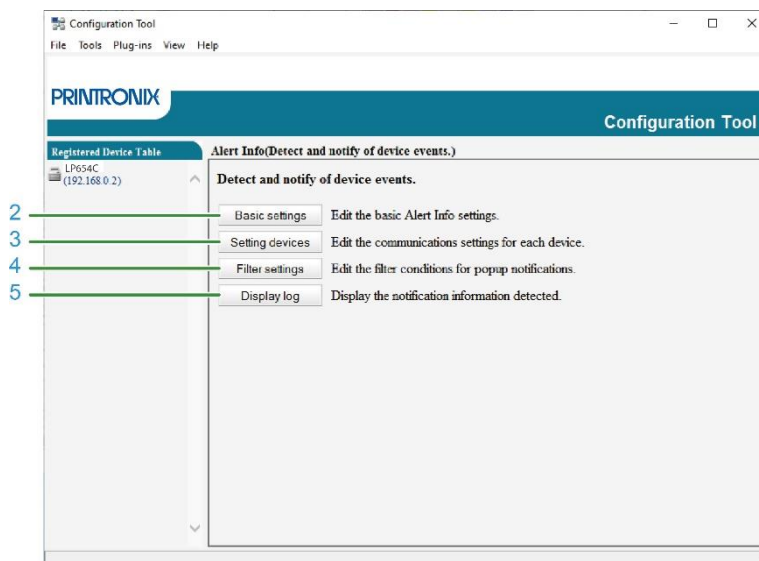 Configuration Tool
File Tools Plug-ins View Help
PRINTRONIX
Configuration Tool
Registered Device Table
Alert Info(Detect and notify of device events.)
LP654C
(192.168.0.2)
Detect and notify of device events.
2 Basic settings Edit the basic Alert Info settings.
3 Setting devices Edit the communications settings for each device.
4 Filter settings Edit the filter conditions for popup notifications.
5 Display log Display the notification information detected.